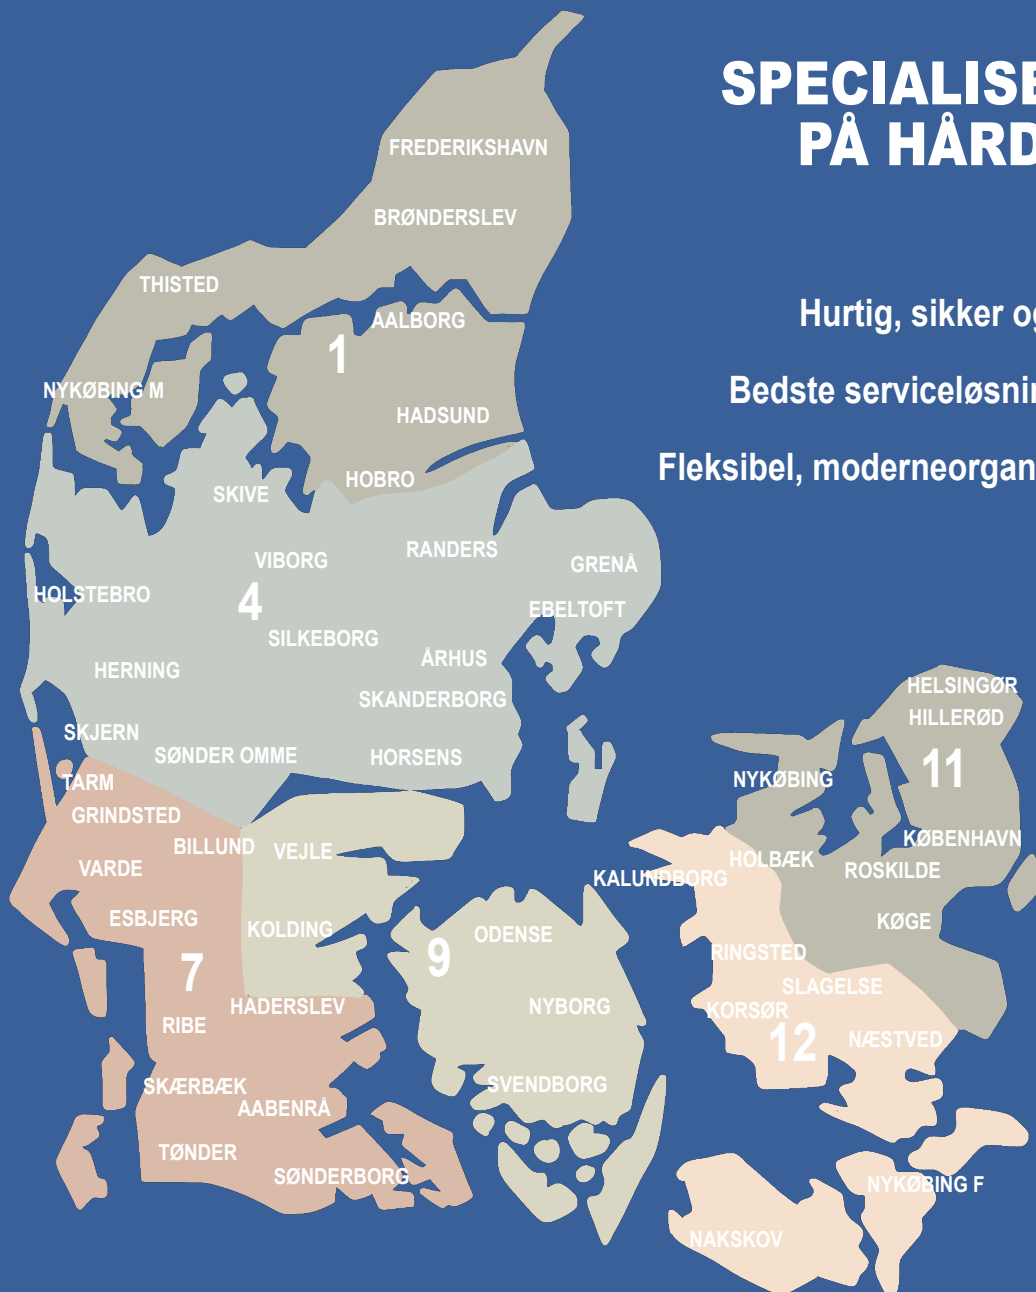 SPECIALISE
PÅ HÅRD
Hurtig, sikker og
Bedste serviceløsnin
Fleksibel, moderneorgan
FREDERIKSHAVN
BRØNDERSLEV
THISTED
AALBORG
1
NYKØBING M
HADSUND
HOBRO
SKIVE
RANDERS
VIBORG
GRENÅ
HOLSTEBRO
4
EBELTOFT
SILKEBORG
ÅRHUS
HERNING
SKANDERBORG
SKJERN
SØNDER OMME
HORSENS
TARM
GRINDSTED
BILLUND
VEJLE
VARDE
ESBJERG
KOLDING
ODENSE
9
7
HADERSLEV
NYBORG
RIBE
SKÆRBÆK
SVENDBORG
AABENRÅ
TØNDER
SØNDERBORG
HELSINGØR
HILLERØD
11
NYKØBING
KØBENHAVN
HOLBÆK
ROSKILDE
KALUNDBORG
KØGE
RINGSTED
SLAGELSE
KORSØR
12
NÆSTVED
NYKØBING F
NAKSKOV